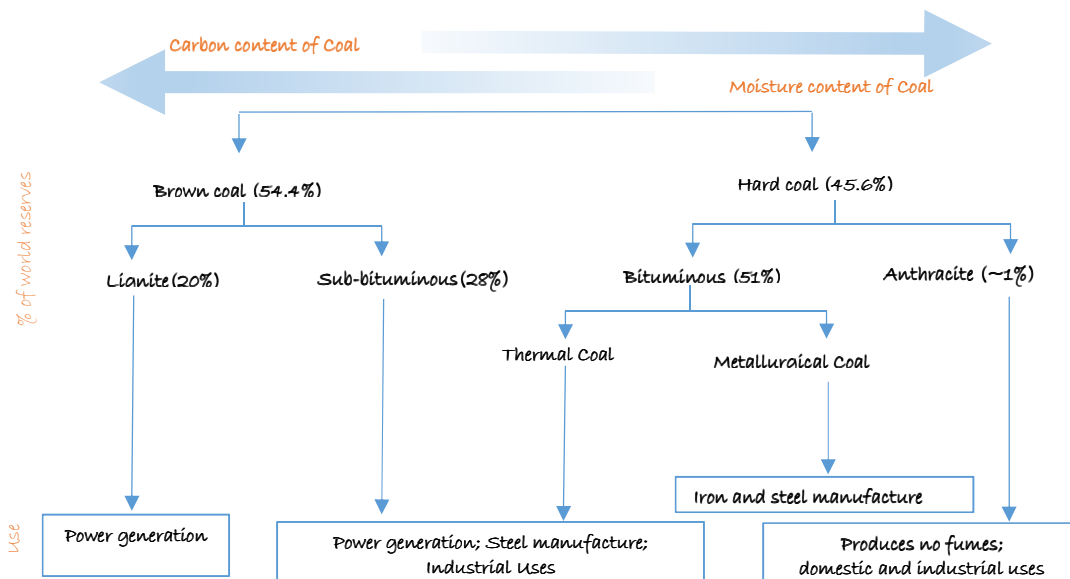 Carbon content of Coal
Moisture content of Coal
% of world reserves
Brown coal (54.4%)
Hard coal (45.6%)
Lignite (20%)
Sub-bituminous (28%)
Bituminous (51%)
Anthracite (~1%)
Thermal Coal
Metallurgical Coal
Use
Power generation
Power generation; Steel manufacture;
Industrial Uses
Iron and steel manufacture
Produces no fumes;
domestic and industrial uses